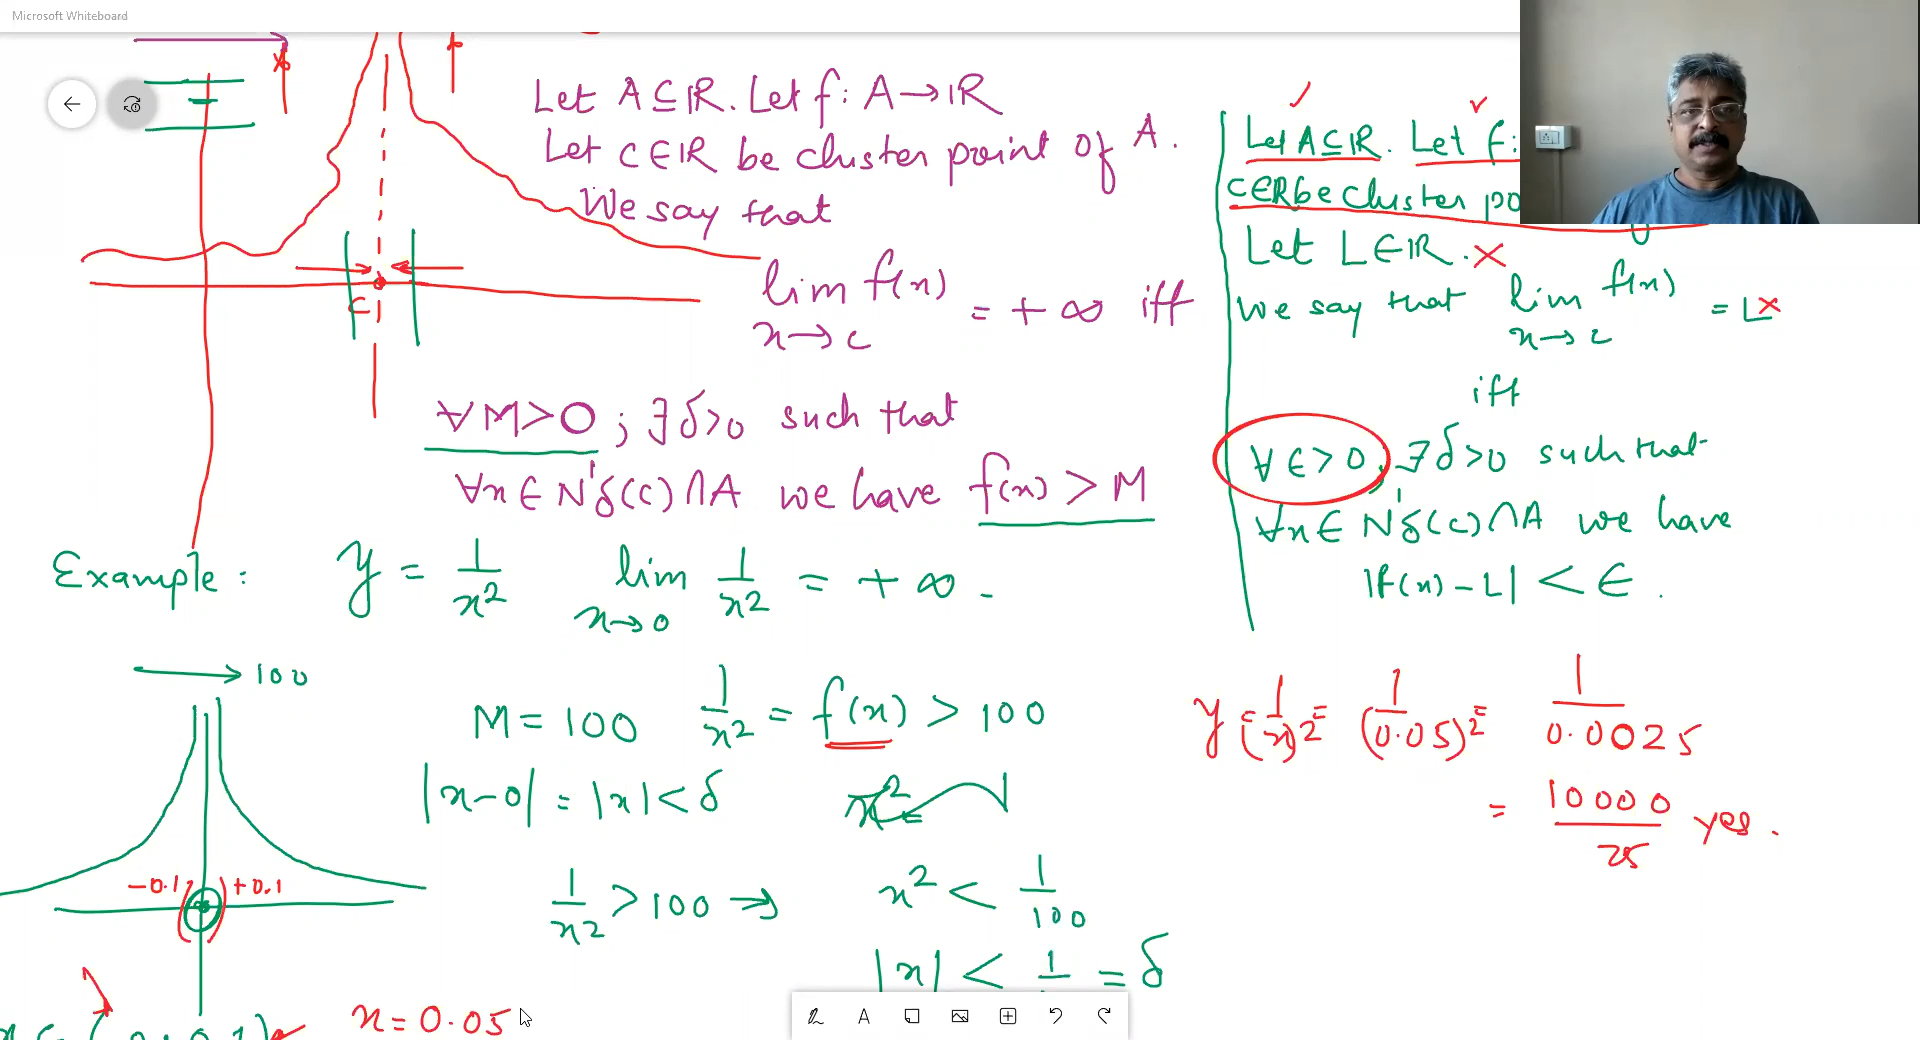 Microsoft Whiteboard
Let A ⊆ ℝ. Let f: A → ℝ
Let c ∈ ℝ be cluster point of A.
We say that
lim f(x) = + ∞ iff
x → c
∀ M > 0 ; ∃ δ > 0 such that
∀ x ∈ N'δ(c) ∩ A we have f(x) > M
c
Let A ⊆ ℝ. Let f:
c ∈ ℝ be cluster po
Let L ∈ ℝ. ×
we say that lim f(x) = L ×
x → c
iff
∀ ∈ > 0, ∃ δ > 0 such that
∀ x ∈ N'δ(c) ∩ A we have
|f(x) - L| < ∈ .
Example : y = 1/x² lim 1/x² = + ∞ .
x → 0
→ 100
-0.1 ( ) +0.1
M = 100 1/x² = f(x) > 100
|x - 0| = |x| < δ
1/x² > 100 ⇒ x² < 1/100
|x| < 1 = δ
x = 0.05
y = 1/(x)² = 1/(0.05)² = 1/0.0025
= 10000/25 yes .
A